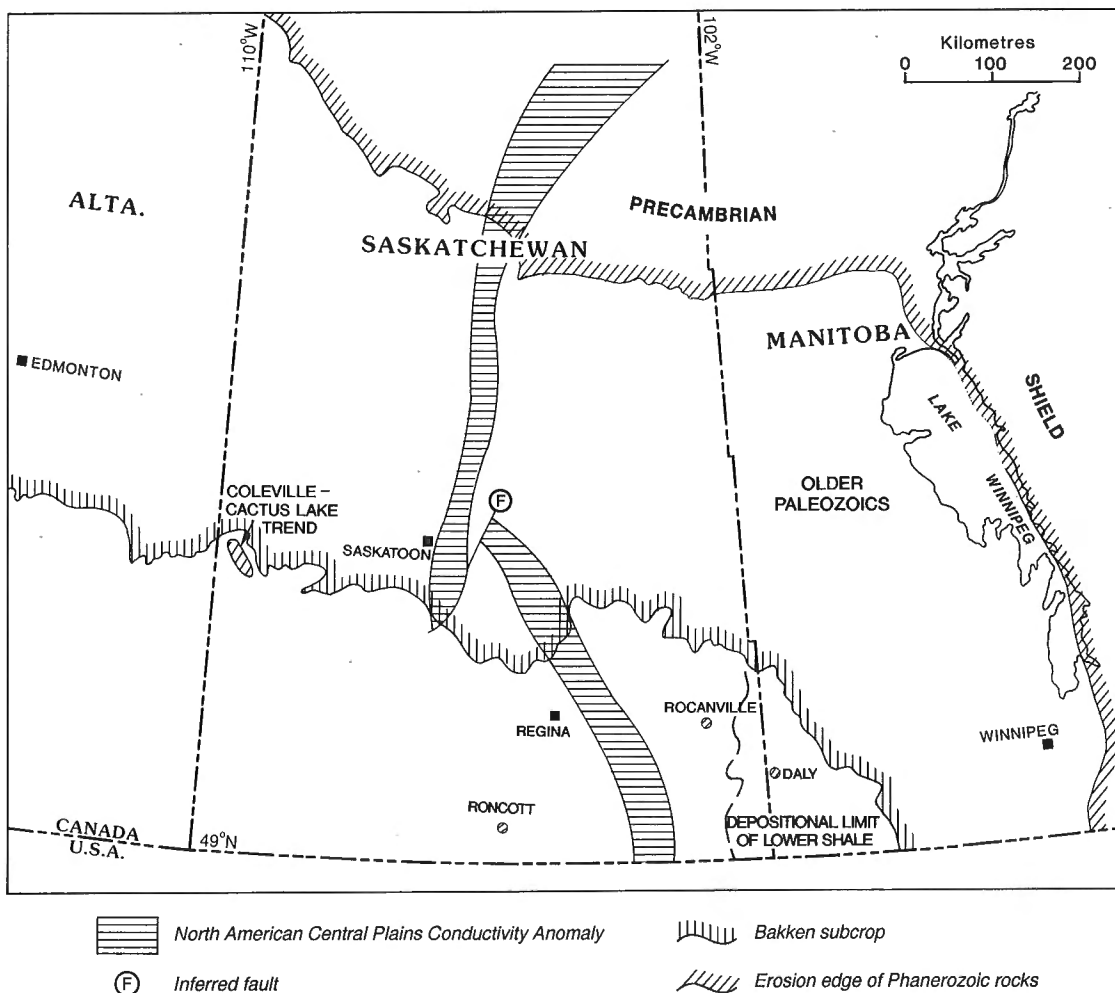 110°W
102°W
Kilometres
0 100 200
ALTA.
PRECAMBRIAN
SASKATCHEWAN
MANITOBA
EDMONTON
SHIELD
LAKE
WINNIPEG
COLEVILLE –
CACTUS LAKE
TREND
F
OLDER
PALEOZOICS
SASKATOON
ROCANVILLE
REGINA
WINNIPEG
DALY
RONCOTT
DEPOSITIONAL LIMIT
OF LOWER SHALE
CANADA
U.S.A.
49°N
North American Central Plains Conductivity Anomaly
Bakken subcrop
F Inferred fault
Erosion edge of Phanerozoic rocks